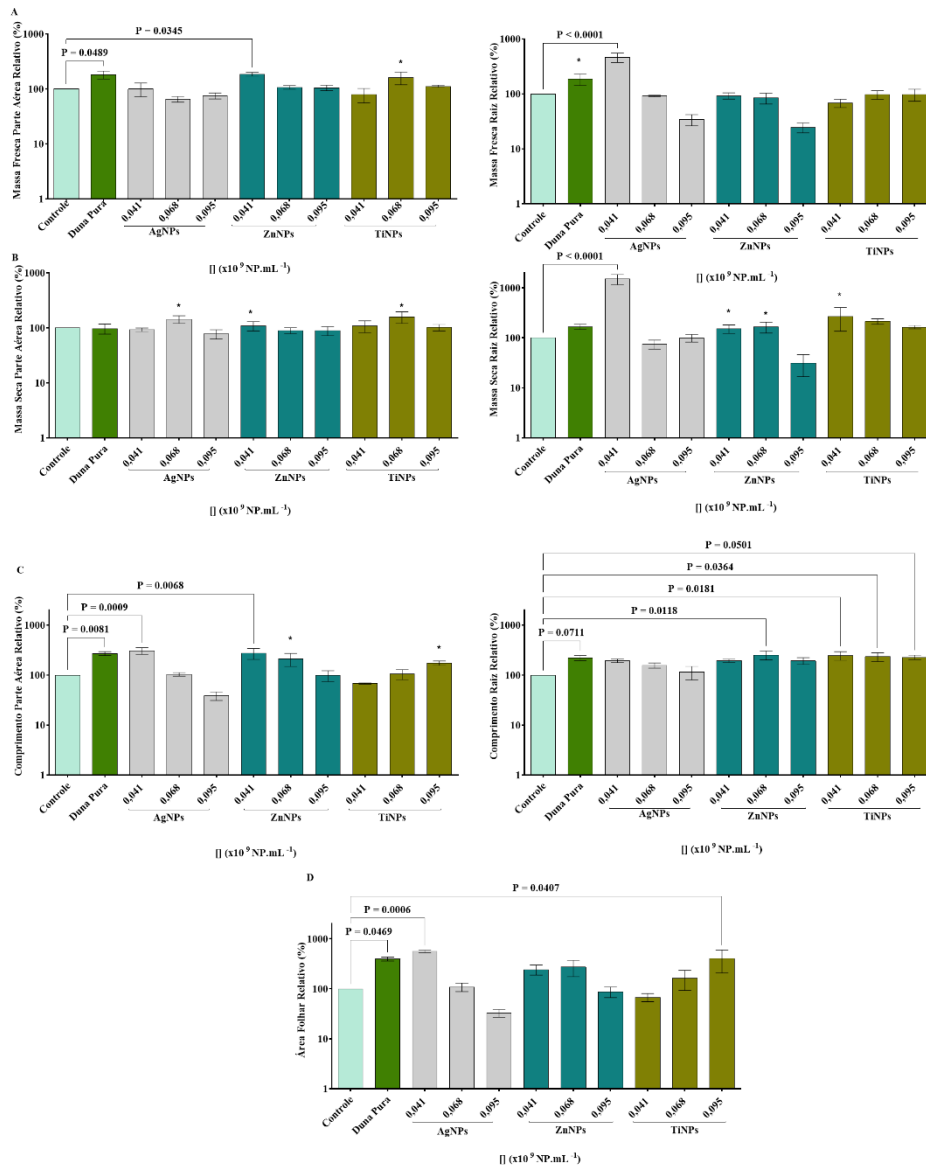 A
Massa Fresca Parte Aérea Relativo (%)
1000
100
10
1
P = 0.0345
P = 0.0489
*
Controle
Duna Pura
0,041
0,068
0,095
0,041
0,068
0,095
0,041
0,068
0,095
AgNPs
ZnNPs
TiNPs
[] (x10 9 NP.mL -1)
Massa Fresca Raiz Relativo (%)
1000
100
10
1
P < 0.0001
*
Controle
Duna Pura
0,041
0,068
0,095
0,041
0,068
0,095
0,041
0,068
0,095
AgNPs
ZnNPs
TiNPs
[] (x10 9 NP.mL -1)
B
Massa Seca Parte Aérea Relativo (%)
1000
100
10
1
*
*
*
Controle
Duna Pura
0,041
0,068
0,095
0,041
0,068
0,095
0,041
0,068
0,095
AgNPs
ZnNPs
TiNPs
[] (x10 9 NP.mL -1)
Massa Seca Raiz Relativo (%)
1000
100
10
1
P < 0.0001
*
*
*
Controle
Duna Pura
0,041
0,068
0,095
0,041
0,068
0,095
0,041
0,068
0,095
AgNPs
ZnNPs
TiNPs
[] (x10 9 NP.mL -1)
C
Comprimento Parte Aérea Relativo (%)
1000
100
10
1
P = 0.0068
P = 0.0009
P = 0.0081
*
*
Controle
Duna Pura
0,041
0,068
0,095
0,041
0,068
0,095
0,041
0,068
0,095
AgNPs
ZnNPs
TiNPs
[] (x10 9 NP.mL -1)
Comprimento Raiz Relativo (%)
1000
100
10
1
P = 0.0501
P = 0.0364
P = 0.0181
P = 0.0118
P = 0.0711
Controle
Duna Pura
0,041
0,068
0,095
0,041
0,068
0,095
0,041
0,068
0,095
AgNPs
ZnNPs
TiNPs
[] (x10 9 NP.mL -1)
D
Área Folhar Relativo (%)
1000
100
10
1
P = 0.0407
P = 0.0006
P = 0.0469
Controle
Duna Pura
0,041
0,068
0,095
0,041
0,068
0,095
0,041
0,068
0,095
AgNPs
ZnNPs
TiNPs
[] (x10 9 NP.mL -1)